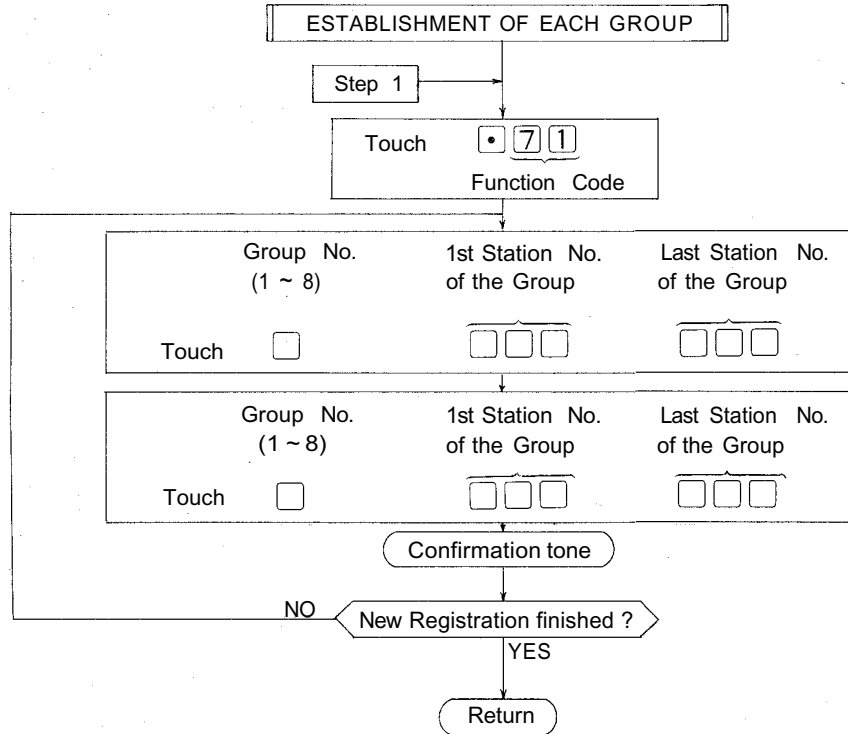 ESTABLISHMENT OF EACH GROUP
Step 1
Touch • 7 1
Function Code
Group No. 1st Station No. Last Station No.
(1 ~ 8) of the Group of the Group
Touch
Group No. 1st Station No. Last Station No.
(1 ~ 8) of the Group of the Group
Touch
Confirmation tone
NO New Registration finished ?
YES
Return